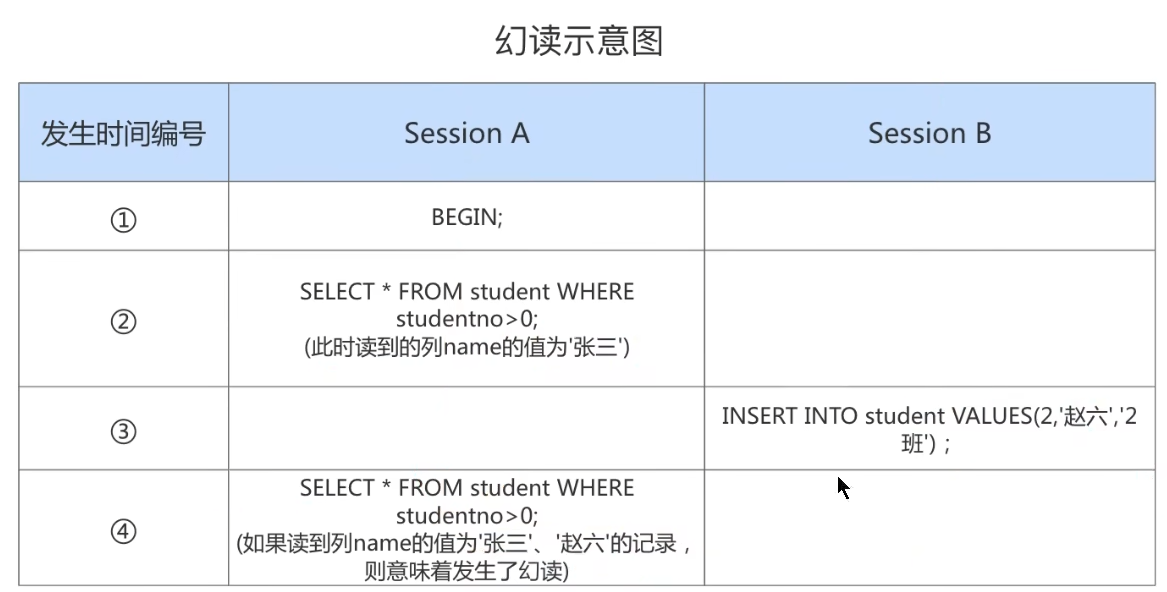 幻读示意图
发生时间编号
Session A
Session B
①
BEGIN;
②
SELECT * FROM student WHERE
studentno>0;
(此时读到的列name的值为'张三')
③
INSERT INTO student VALUES(2,'赵六','2
班') ;
④
SELECT * FROM student WHERE
studentno>0;
(如果读到列name的值为'张三'、'赵六'的记录，
则意味着发生了幻读)